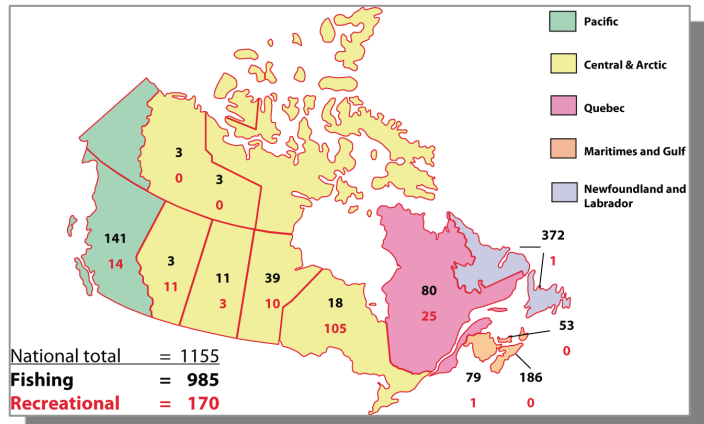 Pacific
Central & Arctic
Quebec
Maritimes and Gulf
Newfoundland and
Labrador
3
0
3
0
141
14
3
11
11
3
39
10
18
105
80
25
372
1
53
0
79
1
186
0
National total = 1155
Fishing = 985
Recreational = 170